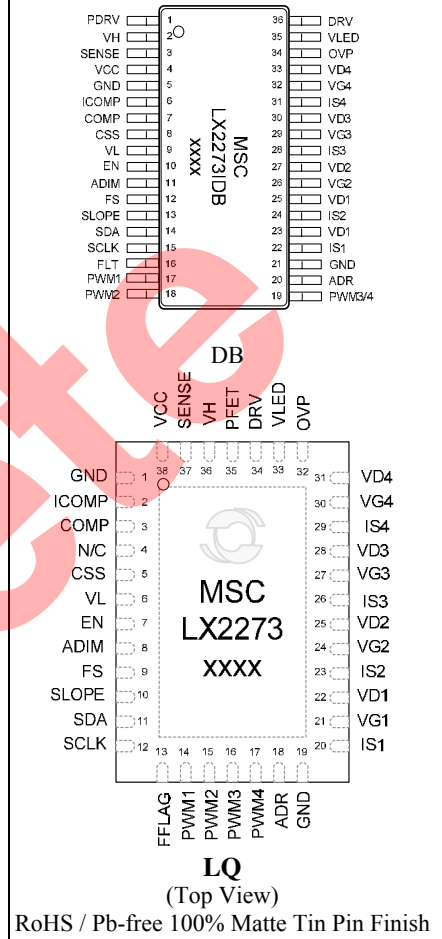 PDRV 1 36 DRV
VH 2 35 VLED
SENSE 3 34 OVP
VCC 4 33 VD4
GND 5 32 VG4
ICOMP 6 31 IS4
COMP 7 30 VD3
CSS 8 29 VG3
VL 9 28 IS3
EN 10 27 VD2
ADIM 11 26 VG2
FS 12 25 VD1
SLOPE 13 24 IS2
SDA 14 23 VD1
SCLK 15 22 IS1
FLT 16 21 GND
PWM1 17 20 ADR
PWM2 18 19 PWM3/4
MSC
LX2273IDB
XXXX
DB
VCC SENSE VH PFET DRV VLED OVP
38 37 36 35 34 33 32
GND 1 31 VD4
ICOMP 2 30 VG4
COMP 3 29 IS4
N/C 4 28 VD3
CSS 5 27 VG3
VL 6 26 IS3
EN 7 25 VD2
ADIM 8 24 VG2
FS 9 23 IS2
SLOPE 10 22 VD1
SDA 11 21 VG1
SCLK 12 20 IS1
MSC
LX2273
XXXX
13 14 15 16 17 18 19
FFLAG PWM1 PWM2 PWM3 PWM4 ADR GND
LQ
(Top View)
RoHS / Pb-free 100% Matte Tin Pin Finish
ete